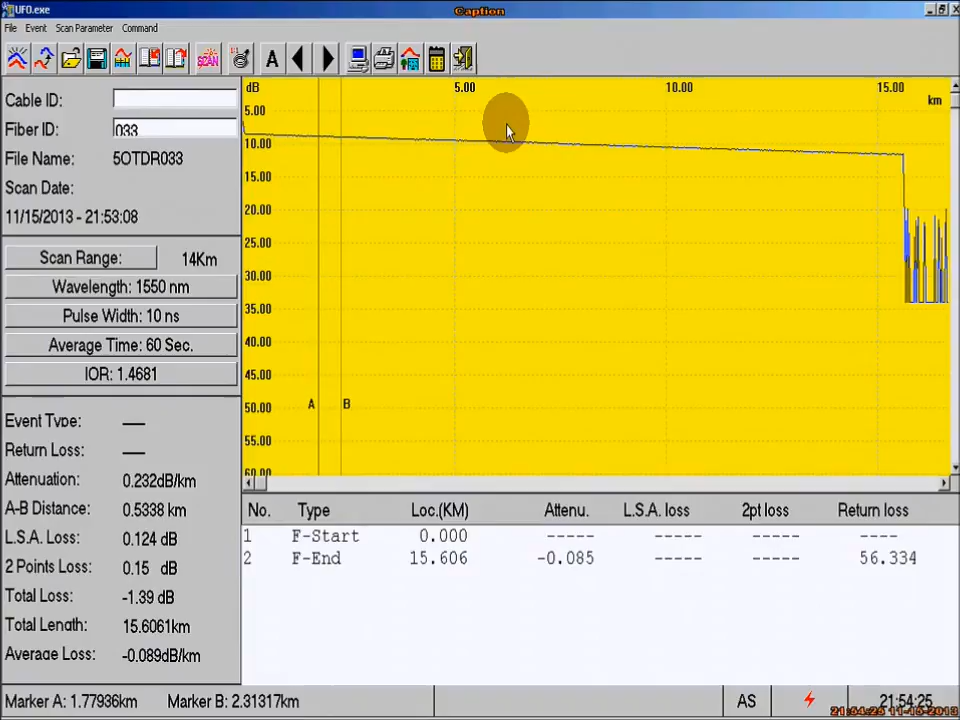 UFO.exe
Caption
File Event Scan Parameter Command
SCAN A
Cable ID:
Fiber ID: 033
File Name: 5OTDR033
Scan Date:
11/15/2013 - 21:53:08
Scan Range: 14Km
Wavelength: 1550 nm
Pulse Width: 10 ns
Average Time: 60 Sec.
IOR: 1.4681
Event Type: ----
Return Loss: ----
Attenuation: 0.232dB/km
A-B Distance: 0.5338 km
L.S.A. Loss: 0.124 dB
2 Points Loss: 0.15 dB
Total Loss: -1.39 dB
Total Length: 15.6061km
Average Loss: -0.089dB/km
dB 5.00 10.00 15.00
km
5.00
10.00
15.00
20.00
25.00
30.00
35.00
40.00
45.00
50.00
55.00
60.00
A B
No. Type Loc.(KM) Attenu. L.S.A. loss 2pt loss Return loss
1 F-Start 0.000 ----- ----- ----- ----
2 F-End 15.606 -0.085 ----- ----- 56.334
Marker A: 1.77936km Marker B: 2.31317km AS 21:54:25
21:54:25 11-15-2013